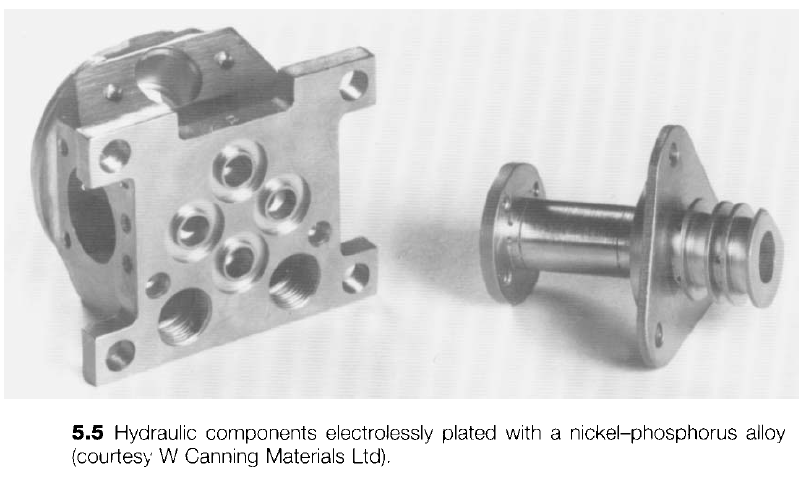 5.5 Hydraulic components electrolessly plated with a nickel–phosphorus alloy
(courtesy W Canning Materials Ltd).